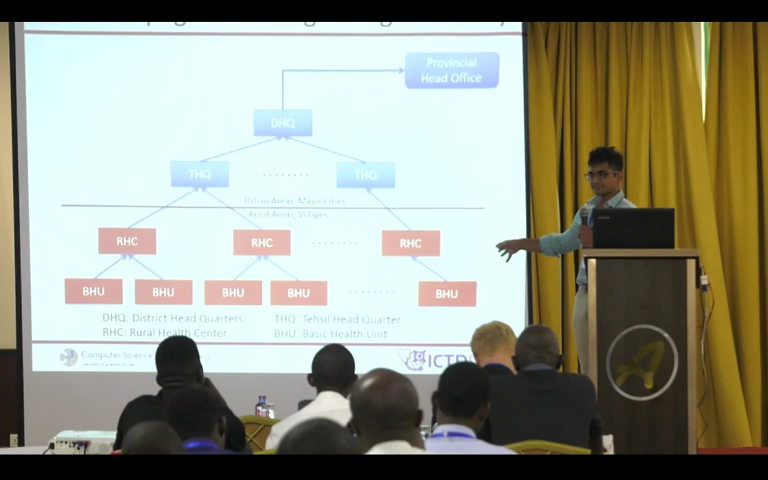 Provincial
Head Office
DHQ
THQ ........ THQ
Urban Areas, Major Cities
Rural Areas, Villages
RHC RHC ........ RHC
BHU BHU BHU BHU ........ BHU
DHQ: District Head Quarters THQ: Tehsil Head Quarter
RHC: Rural Health Center BHU: Basic Health Unit
Computer Science
ICTD